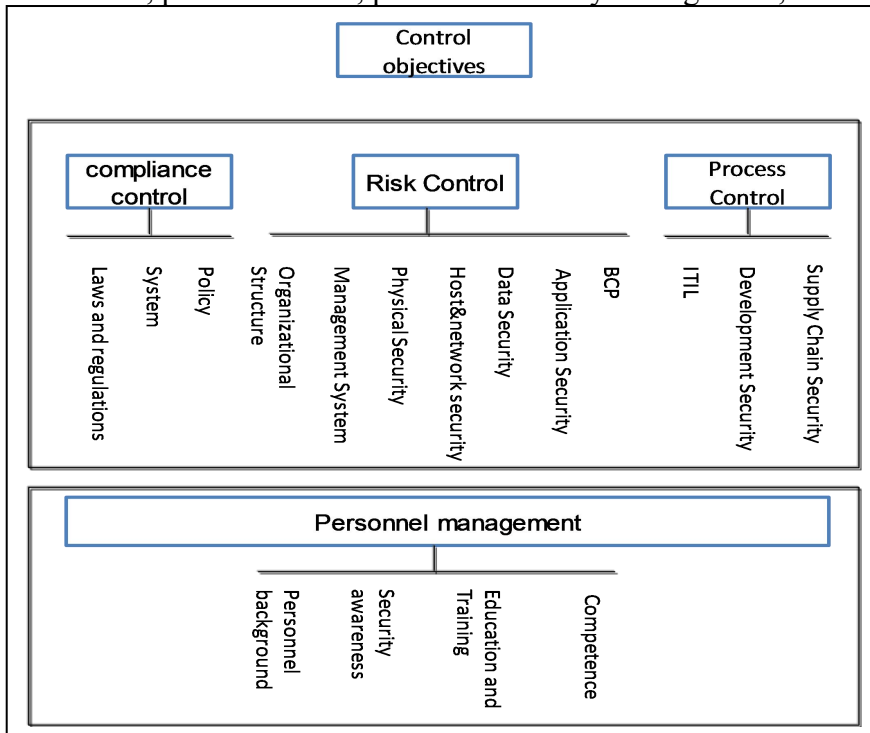 Control
objectives
compliance
control
Risk Control
Process
Control
Laws and regulations
System
Policy
Organizational
Structure
Management System
Physical Security
Host&network security
Data Security
Application Security
BCP
ITIL
Development Security
Supply Chain Security
Personnel management
Personnel
background
Security
awareness
Education and
Training
Competence